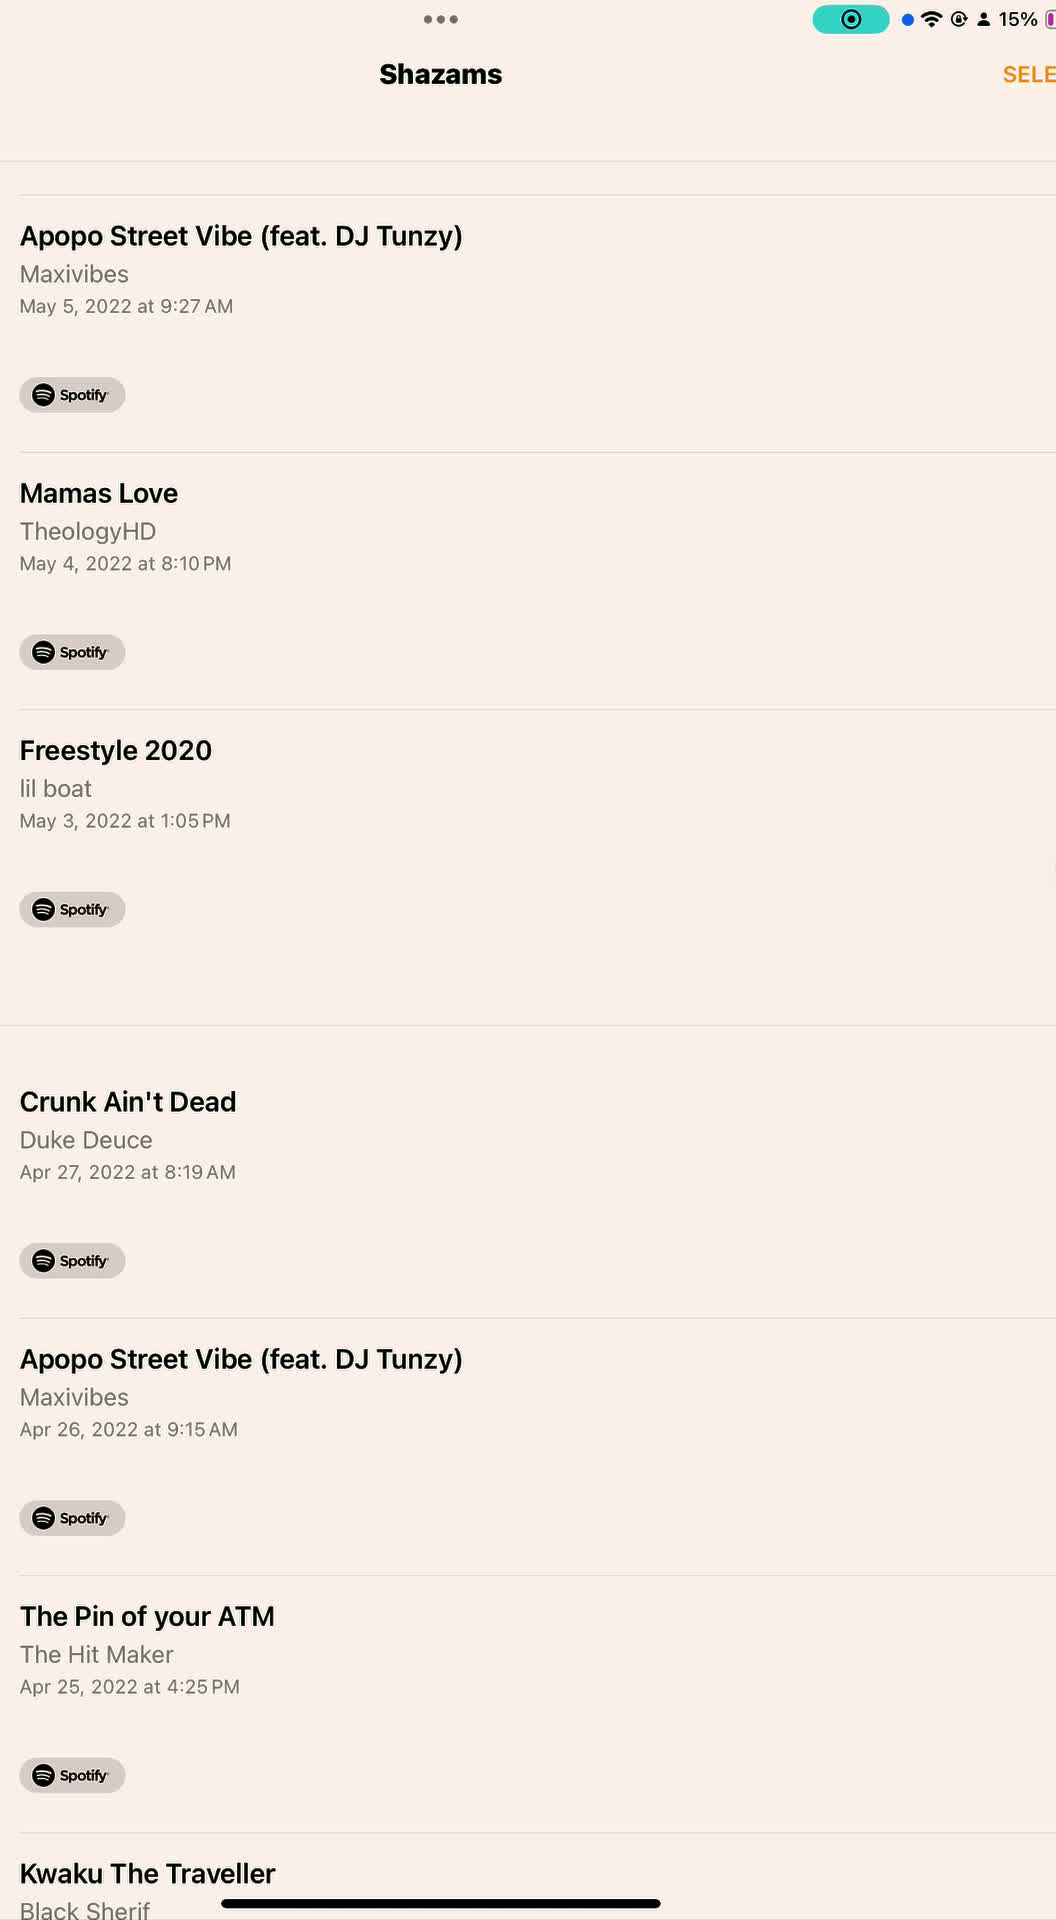 15%
Shazams
SELE
Apopo Street Vibe (feat. DJ Tunzy)
Maxivibes
May 5, 2022 at 9:27 AM
Spotify
Mamas Love
TheologyHD
May 4, 2022 at 8:10 PM
Spotify
Freestyle 2020
lil boat
May 3, 2022 at 1:05 PM
Spotify
Crunk Ain't Dead
Duke Deuce
Apr 27, 2022 at 8:19 AM
Spotify
Apopo Street Vibe (feat. DJ Tunzy)
Maxivibes
Apr 26, 2022 at 9:15 AM
Spotify
The Pin of your ATM
The Hit Maker
Apr 25, 2022 at 4:25 PM
Spotify
Kwaku The Traveller
Black Sherif